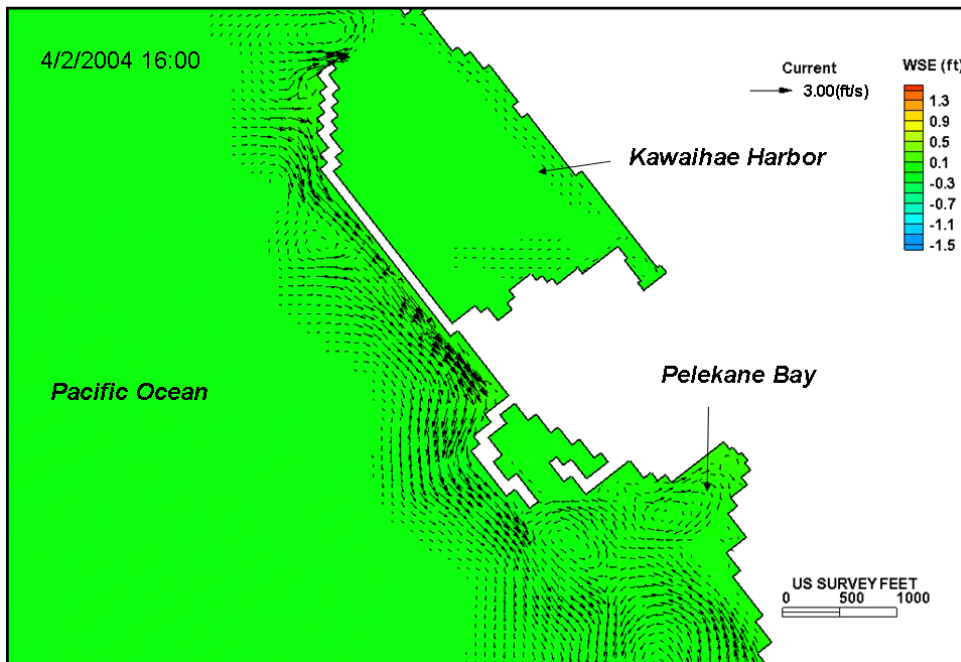 4/2/2004 16:00
Current
3.00(ft/s)
WSE (ft)
1.3
0.9
0.5
0.1
-0.3
-0.7
-1.1
-1.5
Kawaihae Harbor
Pacific Ocean
Pelekane Bay
US SURVEY FEET
0 500 1000